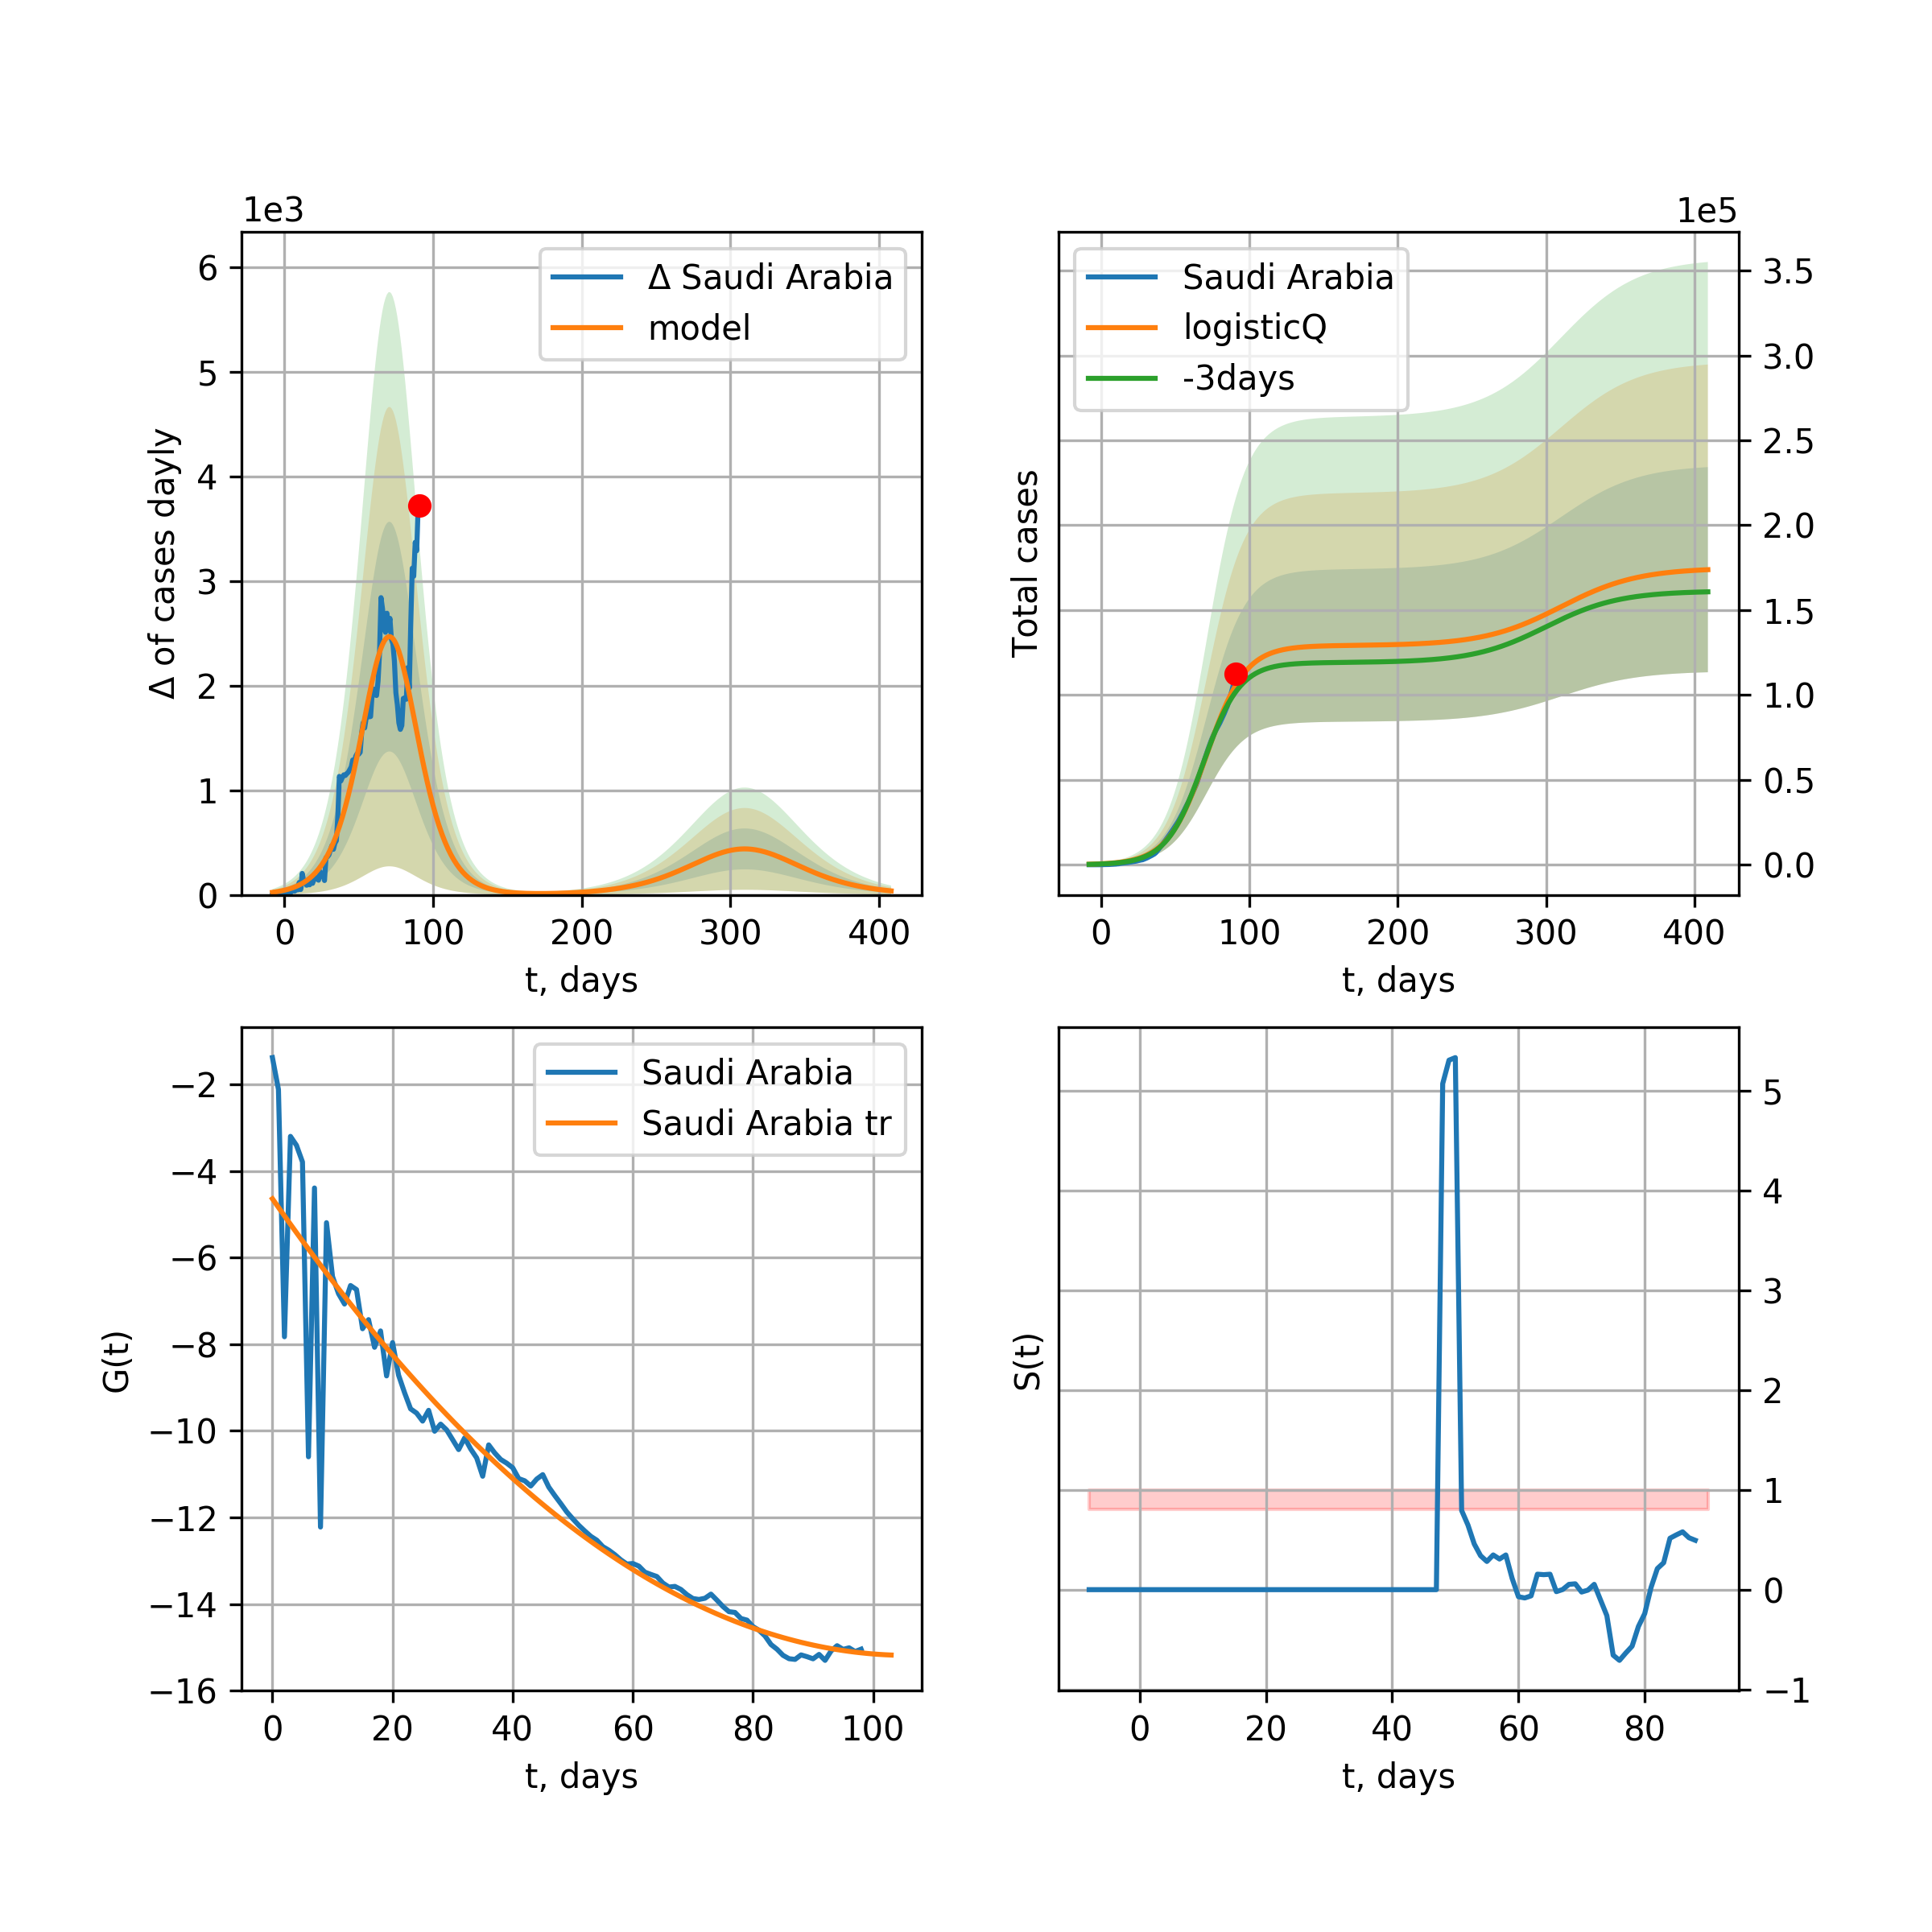 1e3
Δ of cases dayly
6
5
4
3
2
1
0
Δ Saudi Arabia
model
0 100 200 300 400
t, days
1e5
Total cases
Saudi Arabia
logisticQ
-3days
3.5
3.0
2.5
2.0
1.5
1.0
0.5
0.0
0 100 200 300 400
t, days
G(t)
−2
−4
−6
−8
−10
−12
−14
−16
Saudi Arabia
Saudi Arabia tr
0 20 40 60 80 100
t, days
S(t)
5
4
3
2
1
0
−1
0 20 40 60 80
t, days